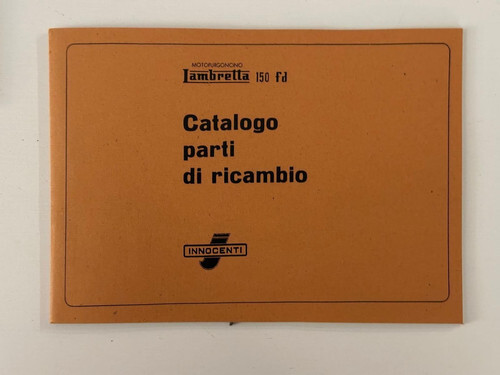 MOTOFURGONCINO
Lambretta 150 fd
Catalogo
parti
di ricambio
INNOCENTI